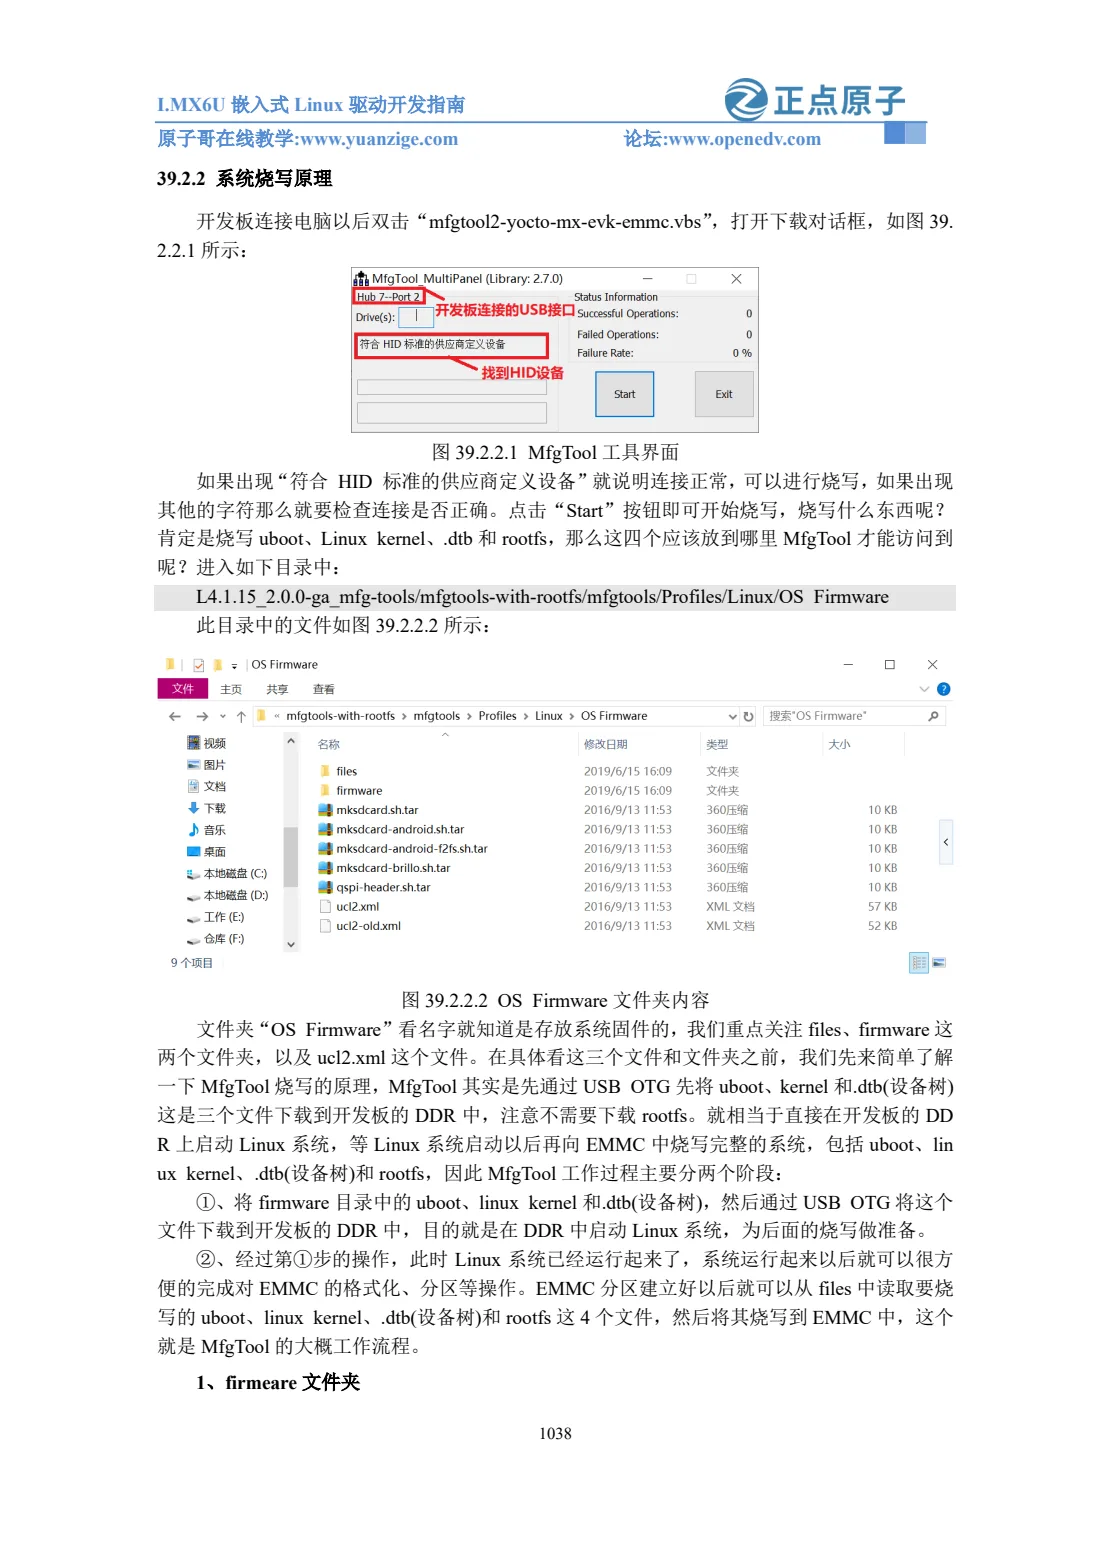 I.MX6U 嵌入式 Linux 驱动开发指南
正点原子
原子哥在线教学:www.yuanzige.com 论坛:www.openedv.com
39.2.2 系统烧写原理
开发板连接电脑以后双击“mfgtool2-yocto-mx-evk-emmc.vbs”，打开下载对话框，如图 39.
2.2.1 所示：
MfgTool_MultiPanel (Library: 2.7.0)
Hub 7--Port 2
开发板连接的USB接口
Drive(s):
符合 HID 标准的供应商定义设备
找到HID设备
Status Information
Successful Operations: 0
Failed Operations: 0
Failure Rate: 0 %
Start Exit
图 39.2.2.1 MfgTool 工具界面
如果出现“符合 HID 标准的供应商定义设备”就说明连接正常，可以进行烧写，如果出现
其他的字符那么就要检查连接是否正确。点击“Start”按钮即可开始烧写，烧写什么东西呢？
肯定是烧写 uboot、Linux kernel、.dtb 和 rootfs，那么这四个应该放到哪里 MfgTool 才能访问到
呢？进入如下目录中：
L4.1.15_2.0.0-ga_mfg-tools/mfgtools-with-rootfs/mfgtools/Profiles/Linux/OS Firmware
此目录中的文件如图 39.2.2.2 所示：
OS Firmware
文件 主页 共享 查看
« mfgtools-with-rootfs › mfgtools › Profiles › Linux › OS Firmware 搜索"OS Firmware"
视频
图片
文档
下载
音乐
桌面
本地磁盘 (C:)
本地磁盘 (D:)
工作 (E:)
仓库 (F:)
名称 修改日期 类型 大小
files 2019/6/15 16:09 文件夹
firmware 2019/6/15 16:09 文件夹
mksdcard.sh.tar 2016/9/13 11:53 360压缩 10 KB
mksdcard-android.sh.tar 2016/9/13 11:53 360压缩 10 KB
mksdcard-android-f2fs.sh.tar 2016/9/13 11:53 360压缩 10 KB
mksdcard-brillo.sh.tar 2016/9/13 11:53 360压缩 10 KB
qspi-header.sh.tar 2016/9/13 11:53 360压缩 10 KB
ucl2.xml 2016/9/13 11:53 XML 文档 57 KB
ucl2-old.xml 2016/9/13 11:53 XML 文档 52 KB
9 个项目
图 39.2.2.2 OS Firmware 文件夹内容
文件夹“OS Firmware”看名字就知道是存放系统固件的，我们重点关注 files、firmware 这
两个文件夹，以及 ucl2.xml 这个文件。在具体看这三个文件和文件夹之前，我们先来简单了解
一下 MfgTool 烧写的原理，MfgTool 其实是先通过 USB OTG 先将 uboot、kernel 和.dtb(设备树)
这是三个文件下载到开发板的 DDR 中，注意不需要下载 rootfs。就相当于直接在开发板的 DD
R 上启动 Linux 系统，等 Linux 系统启动以后再向 EMMC 中烧写完整的系统，包括 uboot、lin
ux kernel、.dtb(设备树)和 rootfs，因此 MfgTool 工作过程主要分两个阶段：
①、将 firmware 目录中的 uboot、linux kernel 和.dtb(设备树)，然后通过 USB OTG 将这个
文件下载到开发板的 DDR 中，目的就是在 DDR 中启动 Linux 系统，为后面的烧写做准备。
②、经过第①步的操作，此时 Linux 系统已经运行起来了，系统运行起来以后就可以很方
便的完成对 EMMC 的格式化、分区等操作。EMMC 分区建立好以后就可以从 files 中读取要烧
写的 uboot、linux kernel、.dtb(设备树)和 rootfs 这 4 个文件，然后将其烧写到 EMMC 中，这个
就是 MfgTool 的大概工作流程。
1、firmeare 文件夹
1038